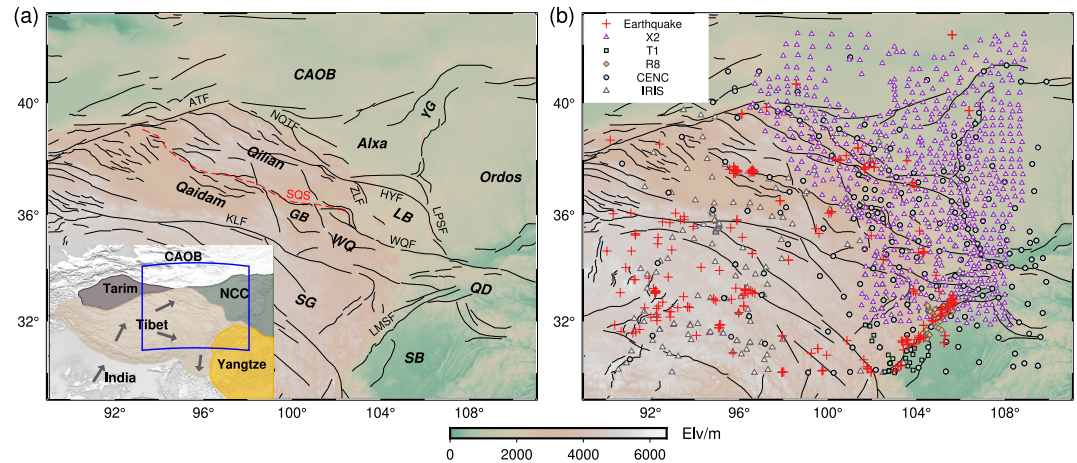 (a)
CAOB
ATF
NQTF
YG
Alxa
Qilian
Ordos
Qaidam
SQS
ZLF
HYF
GB
LB
LPSF
KLF
WQ
WQF
SG
QD
LMSF
SB
CAOB
Tarim
NCC
Tibet
Yangtze
India
40°
36°
32°
92°
96°
100°
104°
108°
(b)
Earthquake
X2
T1
R8
CENC
IRIS
40°
36°
32°
92°
96°
100°
104°
108°
Elv/m
0
2000
4000
6000